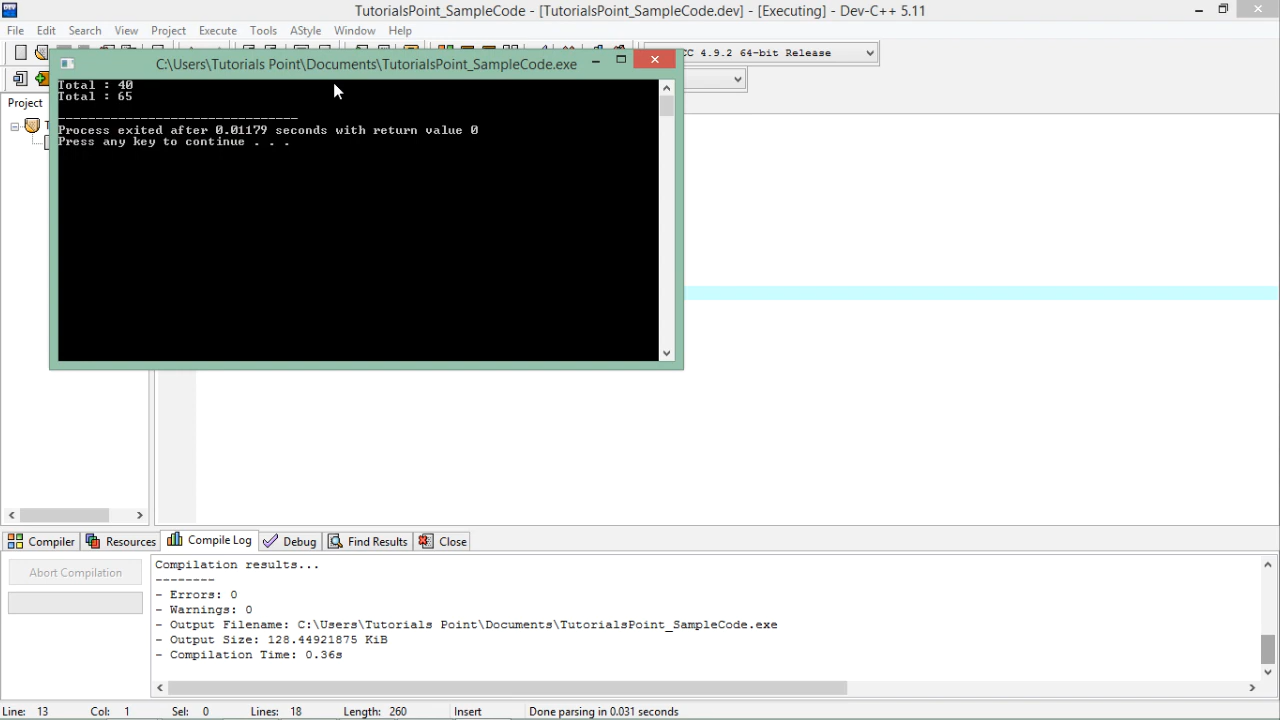 TutorialsPoint_SampleCode - [TutorialsPoint_SampleCode.dev] - [Executing] - Dev-C++ 5.11
File Edit Search View Project Execute Tools AStyle Window Help
CC 4.9.2 64-bit Release
C:\Users\Tutorials Point\Documents\TutorialsPoint_SampleCode.exe
Project
Total : 40
Total : 65
--------------------------------
Process exited after 0.01179 seconds with return value 0
Press any key to continue . . .
Compiler Resources Compile Log Debug Find Results Close
Abort Compilation
Compilation results...
--------
- Errors: 0
- Warnings: 0
- Output Filename: C:\Users\Tutorials Point\Documents\TutorialsPoint_SampleCode.exe
- Output Size: 128.44921875 KiB
- Compilation Time: 0.36s
Line: 13 Col: 1 Sel: 0 Lines: 18 Length: 260 Insert Done parsing in 0.031 seconds